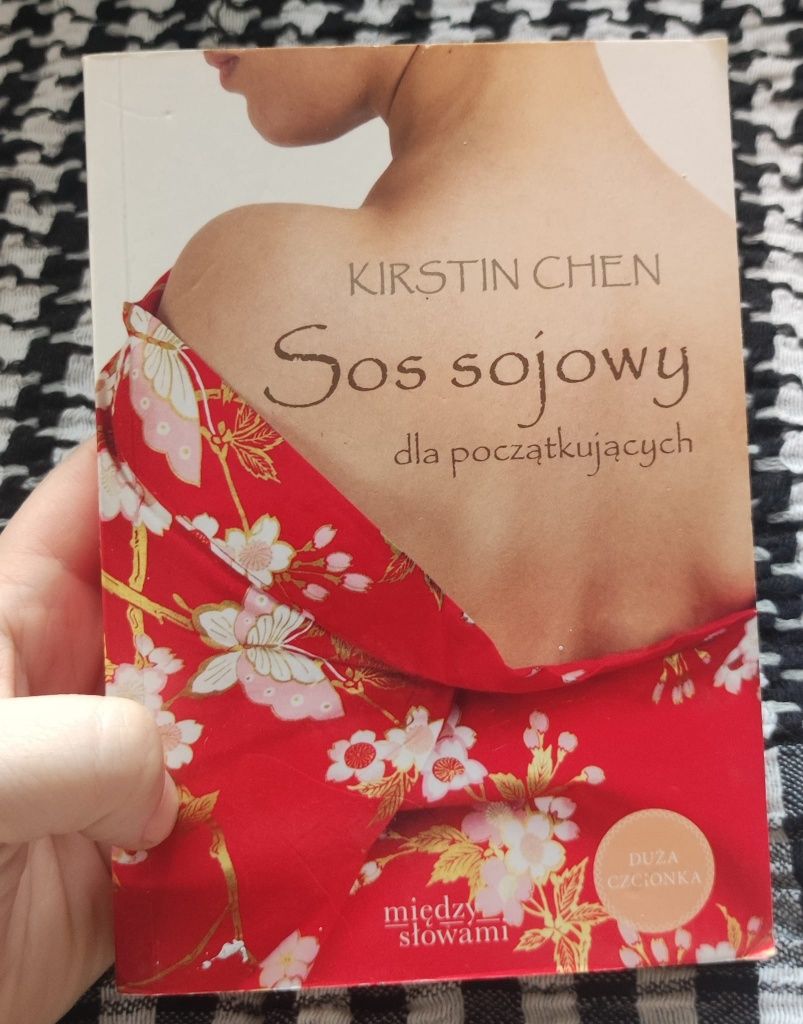 KIRSTIN CHEN
Sos sojowy
dla początkujących
DUŻA
CZCIONKA
między
słowami